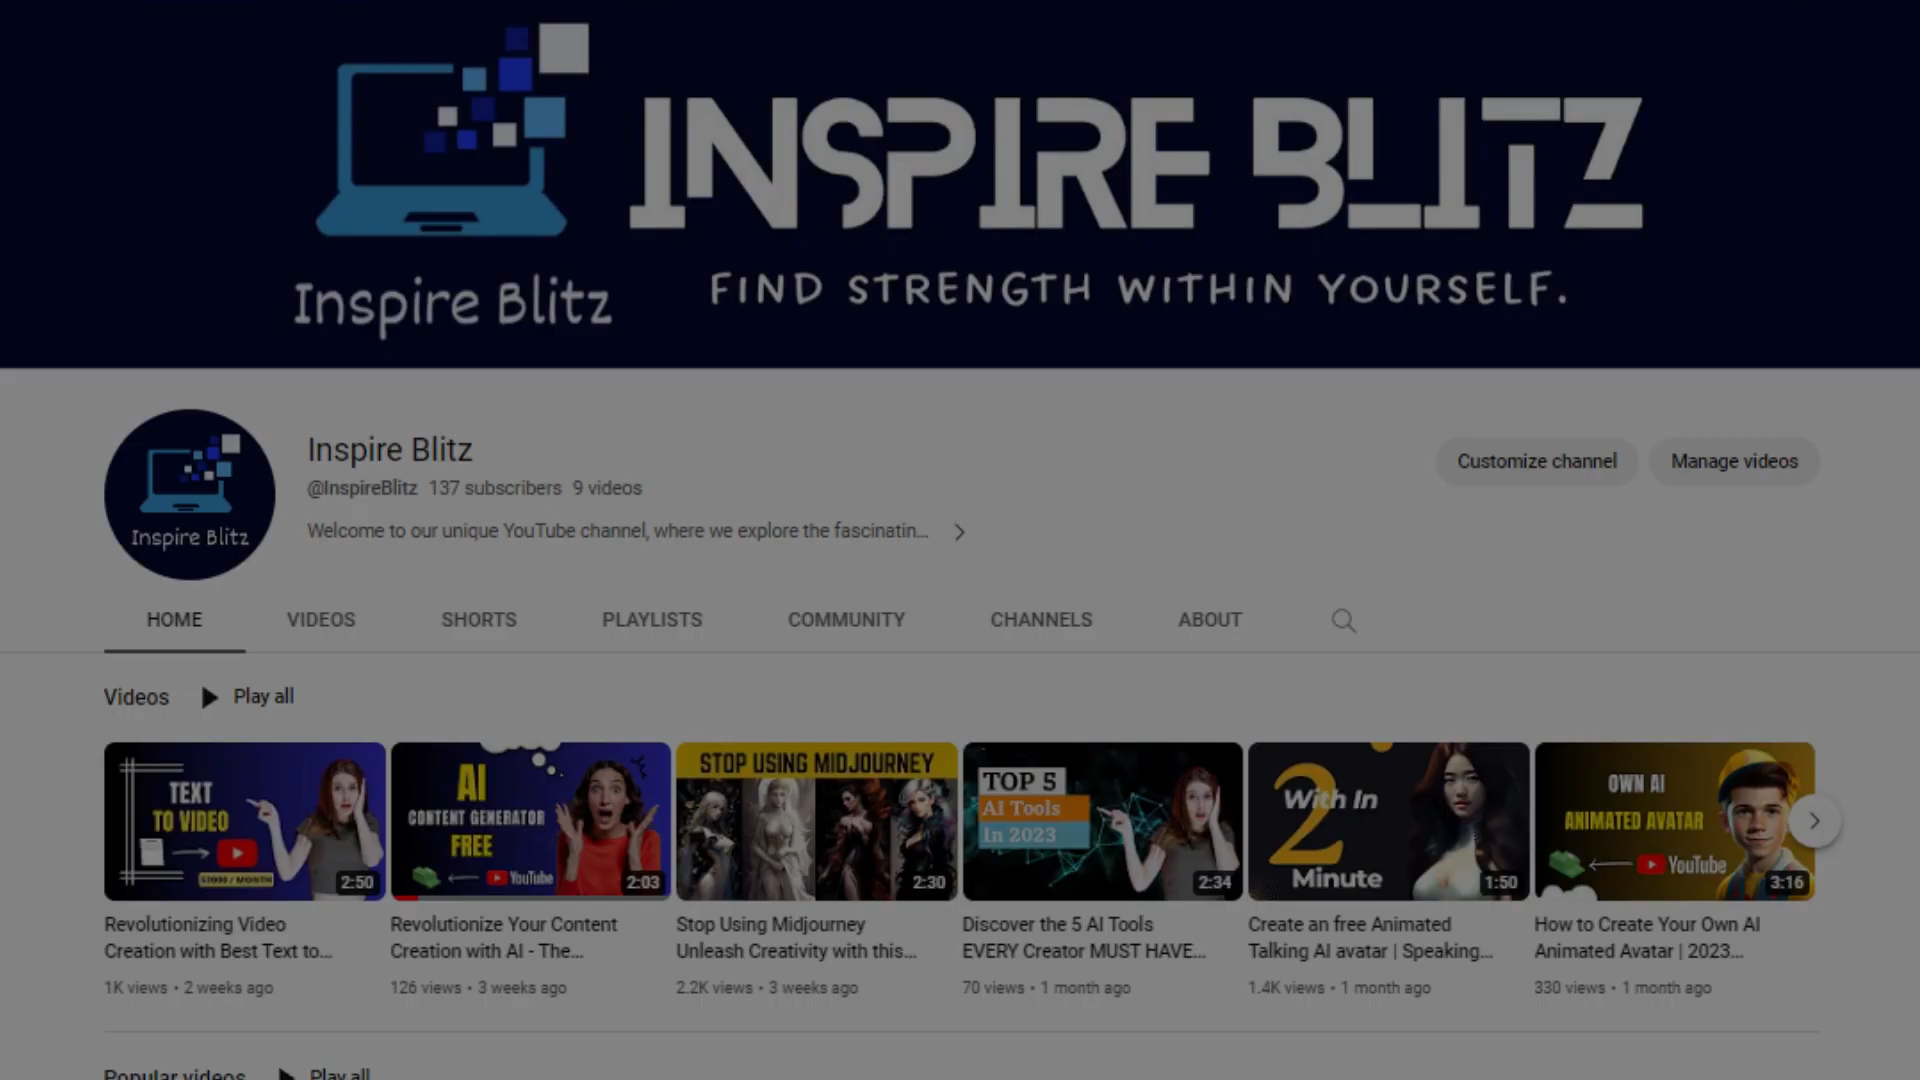 INSPIRE BLITZ
Inspire Blitz
FIND STRENGTH WITHIN YOURSELF.
Inspire Blitz
Inspire Blitz
@InspireBlitz 137 subscribers 9 videos
Welcome to our unique YouTube channel, where we explore the fascinatin...
Customize channel
Manage videos
HOME VIDEOS SHORTS PLAYLISTS COMMUNITY CHANNELS ABOUT
Videos Play all
TEXT
TO VIDEO
$1000 / MONTH
2:50
AI
CONTENT GENERATOR
FREE
YouTube
2:03
STOP USING MIDJOURNEY
2:30
TOP 5
AI Tools
In 2023
2:34
With In
2
Minute
1:50
OWN AI
ANIMATED AVATAR
YouTube
3:16
Revolutionizing Video
Creation with Best Text to...
1K views • 2 weeks ago
Revolutionize Your Content
Creation with AI - The...
126 views • 3 weeks ago
Stop Using Midjourney
Unleash Creativity with this...
2.2K views • 3 weeks ago
Discover the 5 AI Tools
EVERY Creator MUST HAVE...
70 views • 1 month ago
Create an free Animated
Talking AI avatar | Speaking...
1.4K views • 1 month ago
How to Create Your Own AI
Animated Avatar | 2023...
330 views • 1 month ago
Popular videos Play all